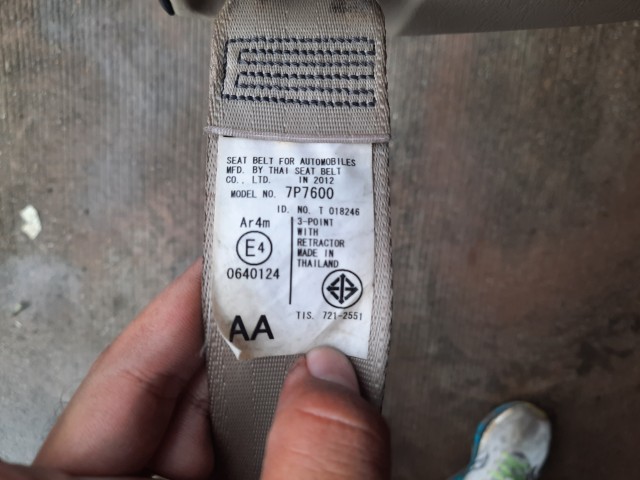 SEAT BELT FOR AUTOMOBILES
MFD. BY THAI SEAT BELT
CO., LTD. IN 2012
MODEL NO. 7P7600
ID. NO. T 018246
Ar4m
E4
0640124
3-POINT
WITH
RETRACTOR
MADE IN
THAILAND
TIS. 721-2551
AA